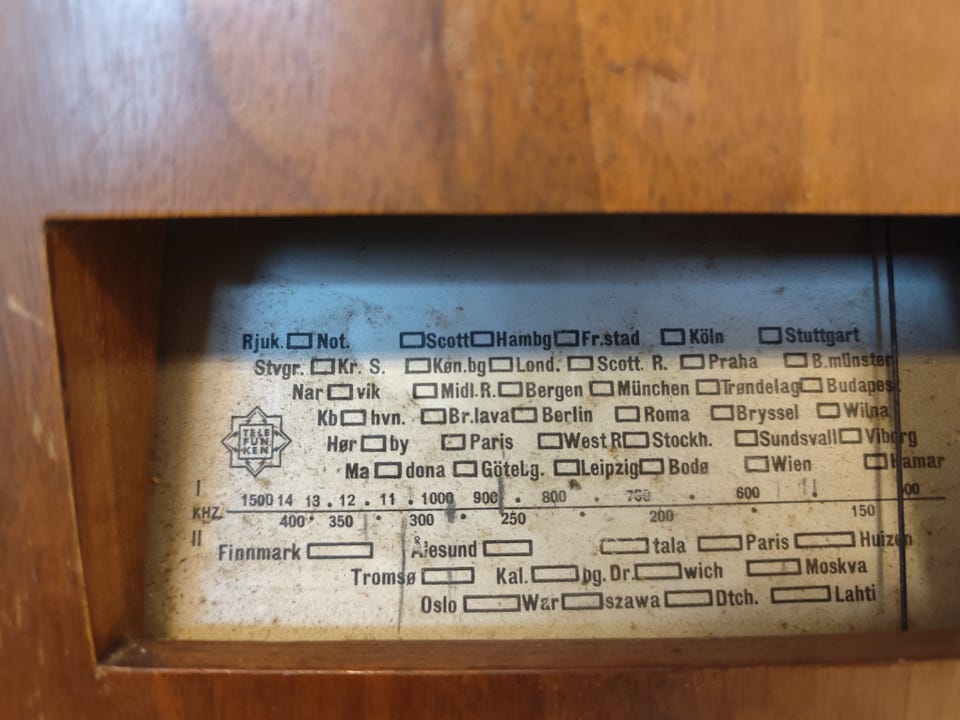 Rjuk. Not. Scott Hambg Fr.stad Köln Stuttgart
Stvgr. Kr. S. Køn.bg Lond. Scott. R. Praha B.münster
Nar vik Midl.R. Bergen München Trøndelag Budapes
Kb hvn. Br.lava Berlin Roma Bryssel Wilna
TELE
FUN
KEN
Hør by Paris West R Stockh. Sundsvall Viborg
Ma dona Götebg. Leipzig Bodø Wien Hamar
I 1500 14 13 . 12 . 11 . 1000 900 . 800 . 700 . 600 00
KHZ
II 400 . 350 . 300 . 250 . 200 . 150
Finnmark Ålesund tala Paris Huizen
Tromsø Kal. bg. Dr. wich Moskva
Oslo War szawa Dtch. Lahti